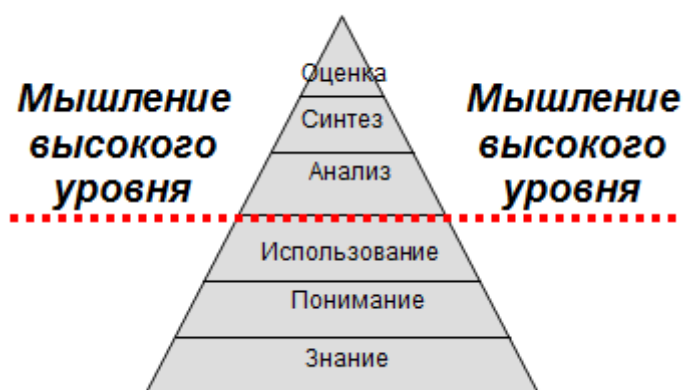 Оценка
Синтез
Анализ
Мышление
высокого
уровня
Мышление
высокого
уровня
Использование
Понимание
Знание